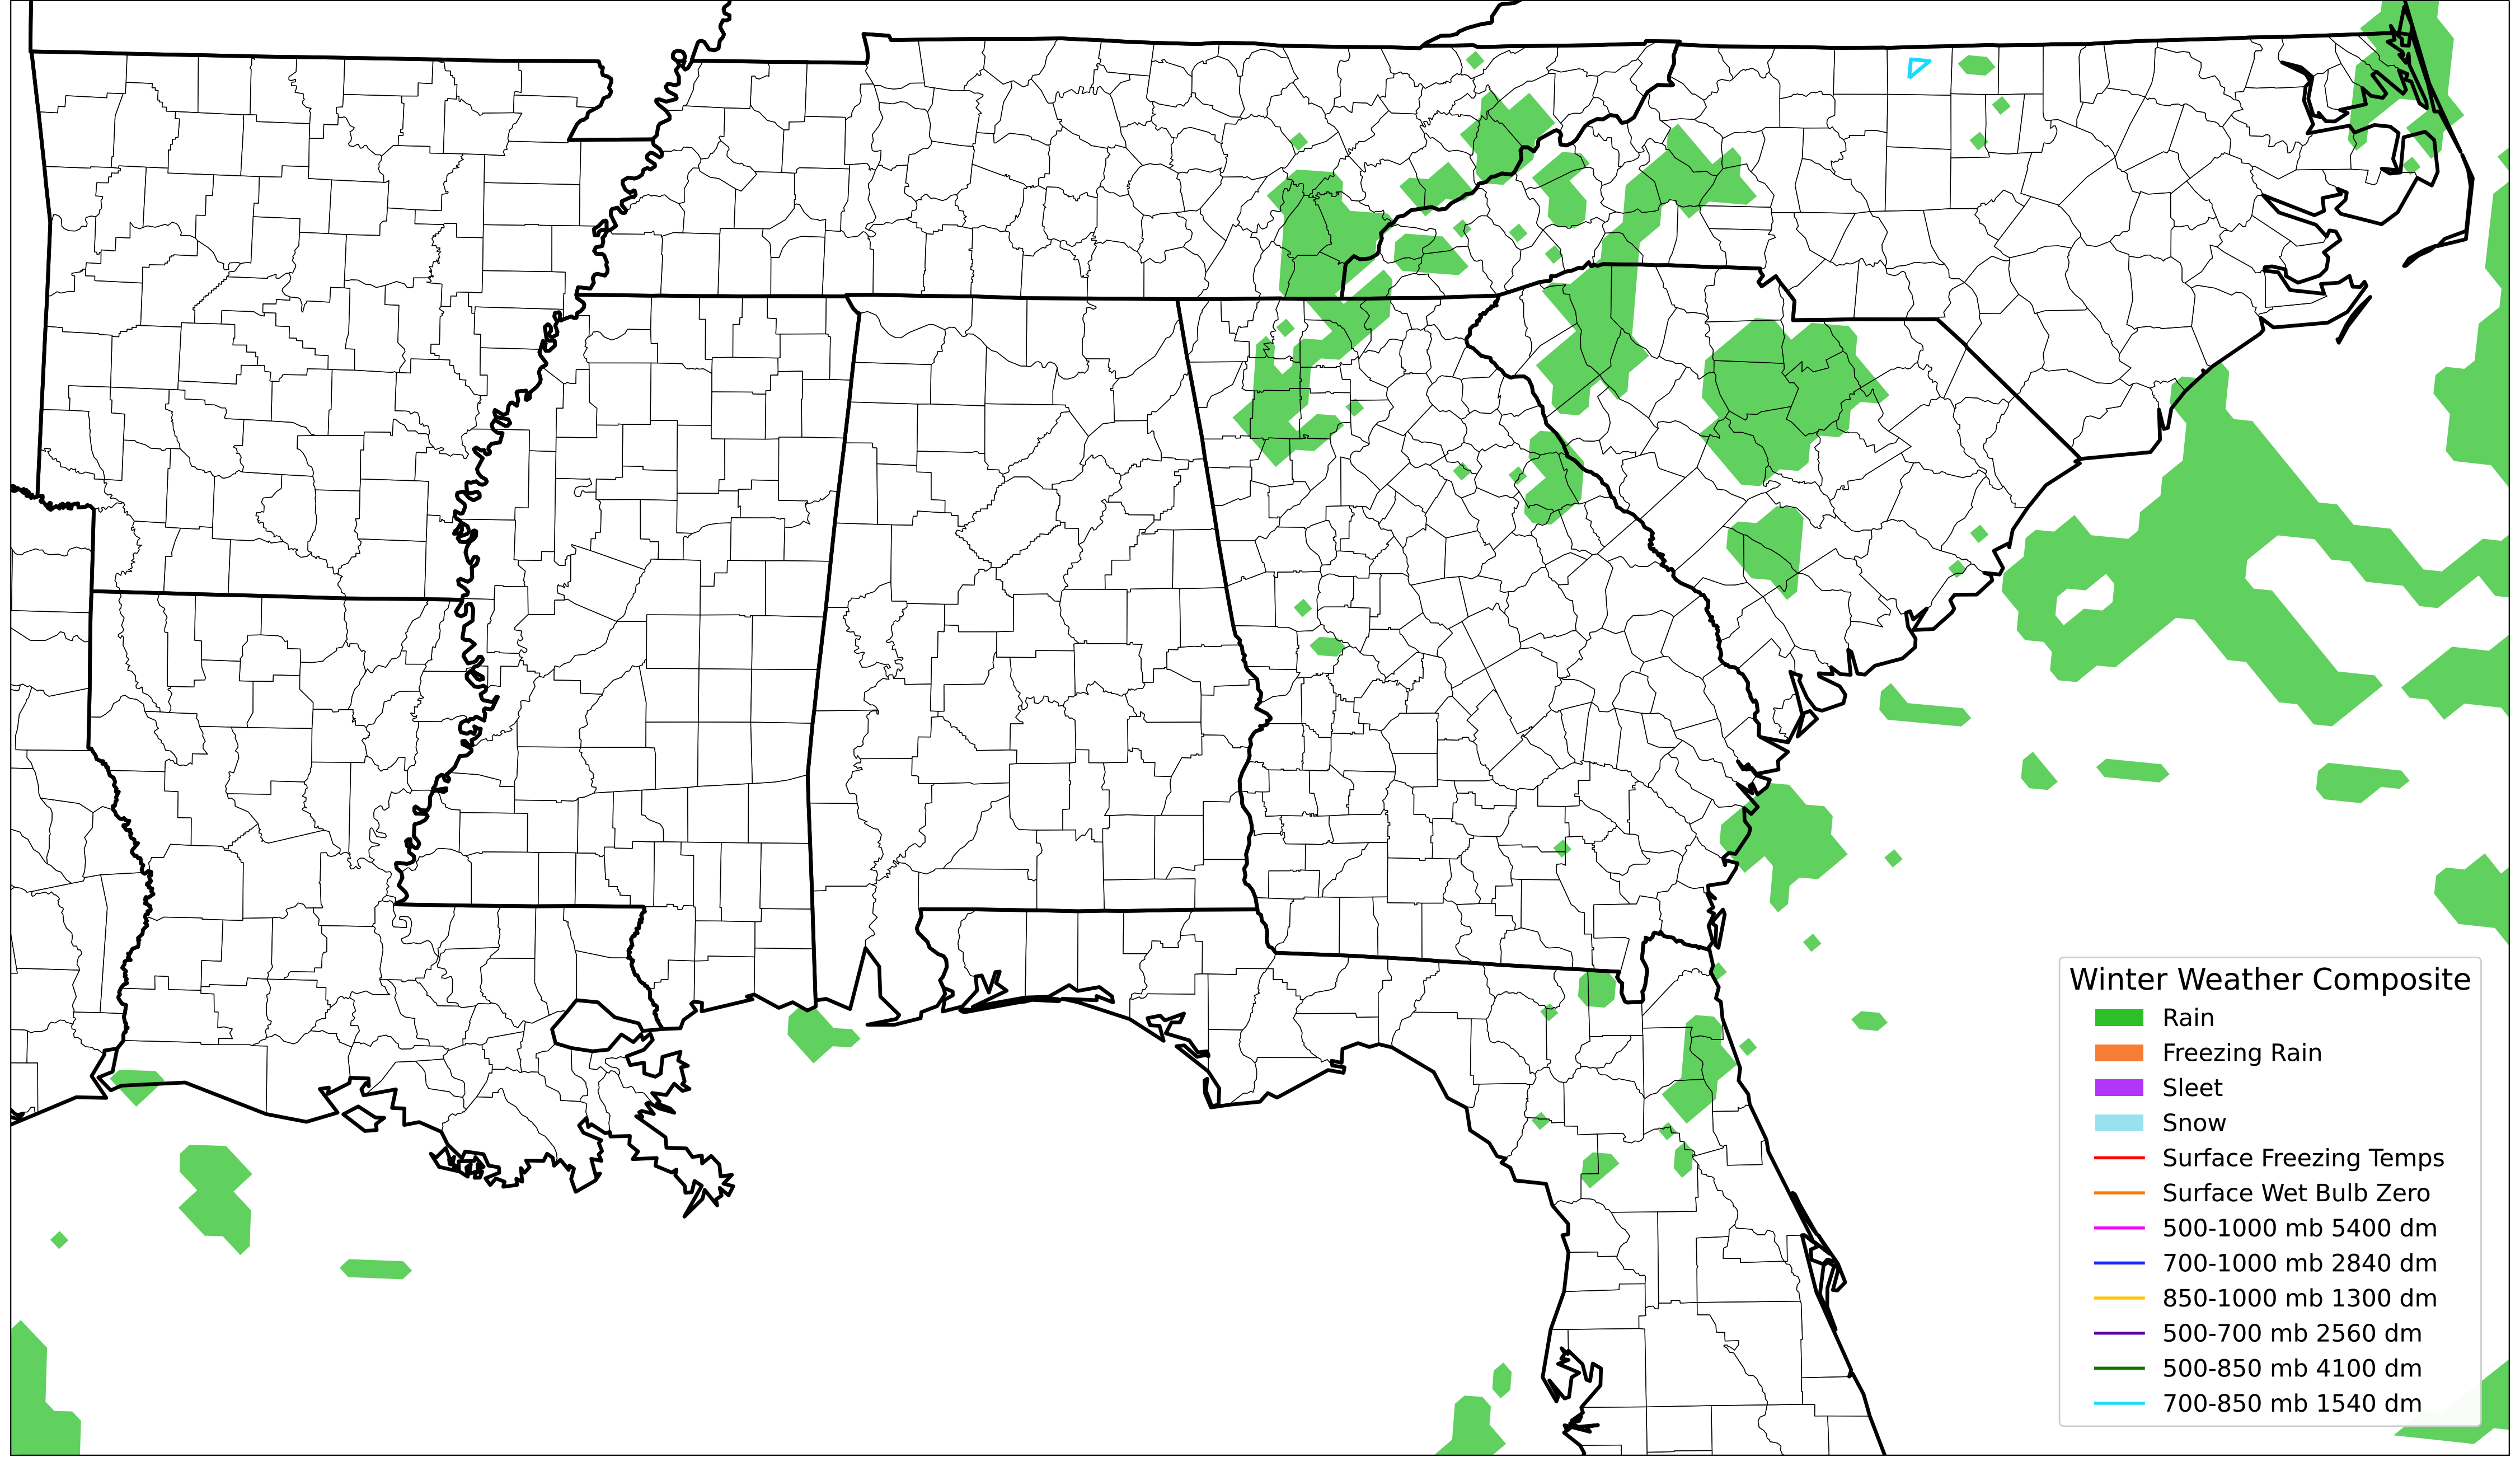 Winter Weather Composite
Rain
Freezing Rain
Sleet
Snow
Surface Freezing Temps
Surface Wet Bulb Zero
500-1000 mb 5400 dm
700-1000 mb 2840 dm
850-1000 mb 1300 dm
500-700 mb 2560 dm
500-850 mb 4100 dm
700-850 mb 1540 dm